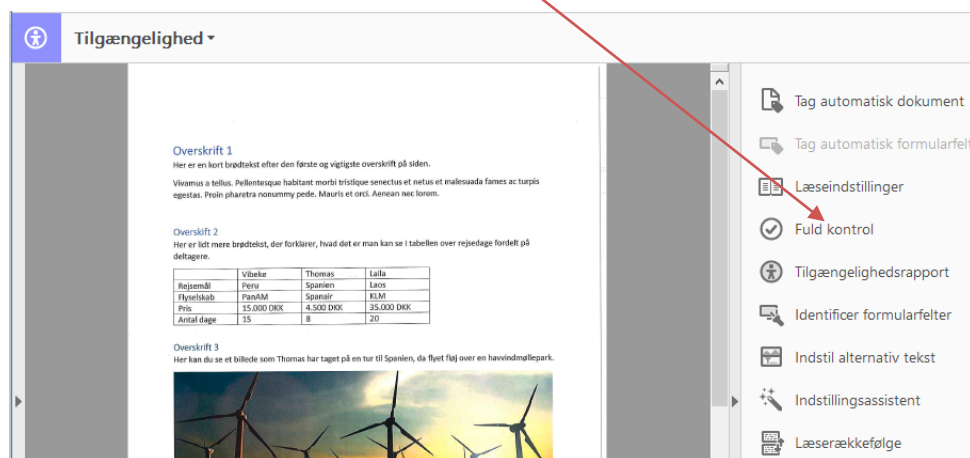 Tilgængelighed
Overskrift 1
Her er en kort brødtekst efter den første og vigtigste overskrift på siden.
Vivamus a tellus. Pellentesque habitant morbi tristique senectus et netus et malesuada fames ac turpis
egestas. Proin pharetra nonummy pede. Mauris et orci. Aenean nec lorem.
Overskift 2
Her er lidt mere brødtekst, der forklarer, hvad det er man kan se I tabellen over rejsedage fordelt på
deltagere.
Vibeke Thomas Laila
Rejsemål Peru Spanien Laos
Flyselskab PanAM Spanair KLM
Pris 15.000 DKK 4.500 DKK 35.000 DKK
Antal dage 15 8 20
Overskrift 3
Her kan du se et billede som Thomas har taget på en tur til Spanien, da flyet fløj over en havvindmøllepark.
Tag automatisk dokument
Tag automatisk formularfelt
Læseindstillinger
Fuld kontrol
Tilgængelighedsrapport
Identificer formularfelter
Indstil alternativ tekst
Indstillingsassistent
Læserækkefølge